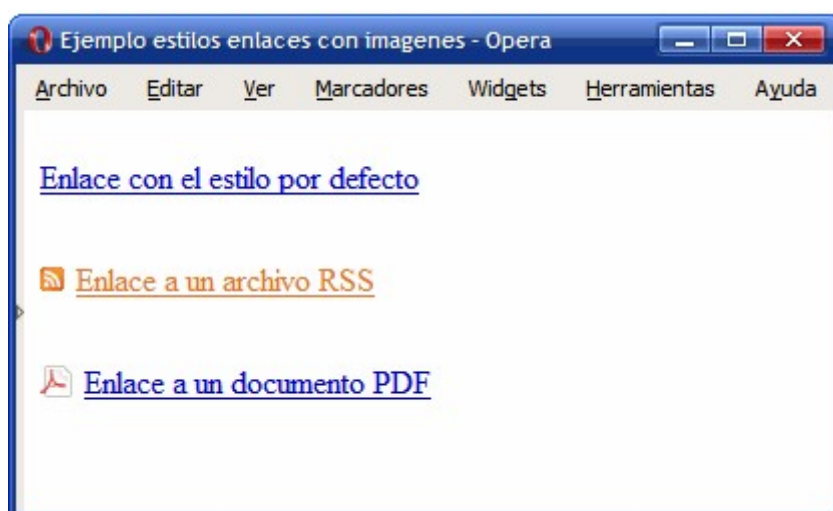 Ejemplo estilos enlaces con imagenes - Opera
Archivo Editar Ver Marcadores Widgets Herramientas Ayuda
Enlace con el estilo por defecto
Enlace a un archivo RSS
Enlace a un documento PDF